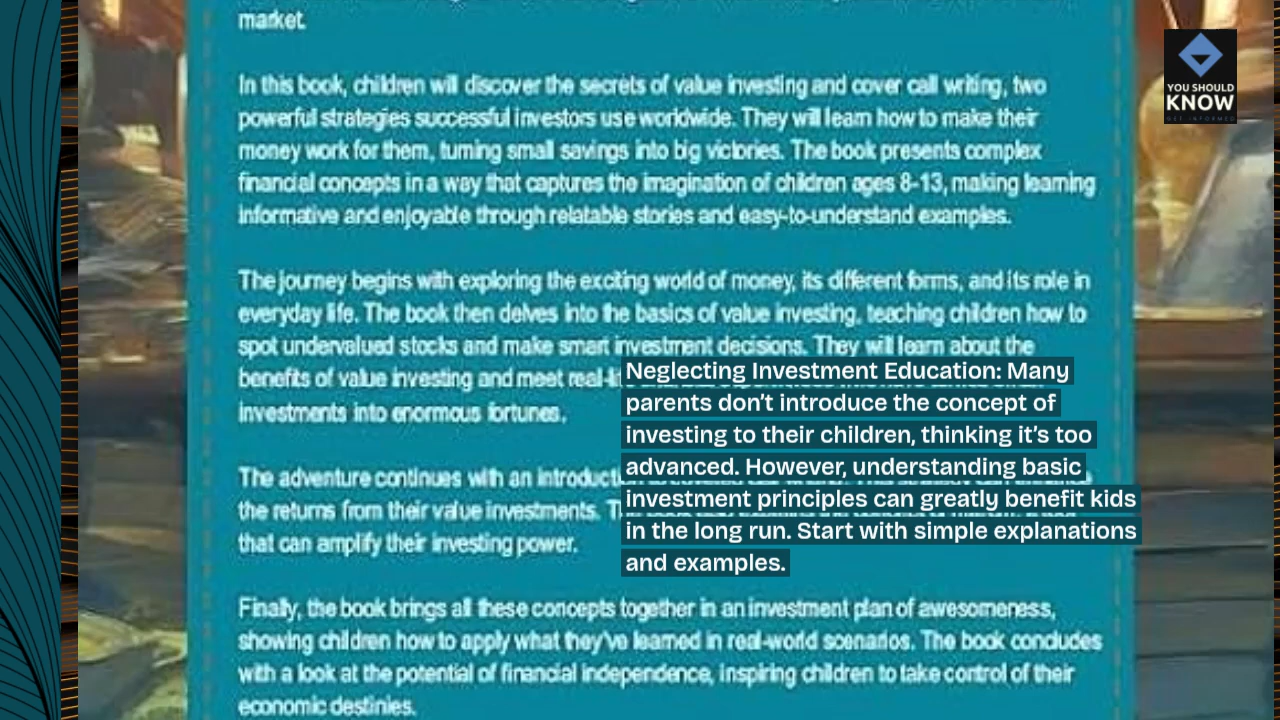 market.
In this book, children will discover the secrets of value investing and cover call writing, two
powerful strategies successful investors use worldwide. They will learn how to make their
money work for them, turning small savings into big victories. The book presents complex
financial concepts in a way that captures the imagination of children ages 8-13, making learning
informative and enjoyable through relatable stories and easy-to-understand examples.
The journey begins with exploring the exciting world of money, its different forms, and its role in
everyday life. The book then delves into the basics of value investing, teaching children how to
spot undervalued stocks and make smart investment decisions. They will learn about the
benefits of value investing and meet
investments into enormous fortunes.
The adventure continues with an
the returns from their value investments.
that can amplify their investing power.
Finally, the book brings all these concepts together in an investment plan of awesomeness,
showing children how to apply what they've learned in real-world scenarios. The book concludes
with a look at the potential of financial independence, inspiring children to take control of their
economic destinies.
Neglecting Investment Education: Many
parents don't introduce the concept of
investing to their children, thinking it's too
advanced. However, understanding basic
investment principles can greatly benefit kids
in the long run. Start with simple explanations
and examples.
YOU SHOULD
KNOW
GET INFORMED